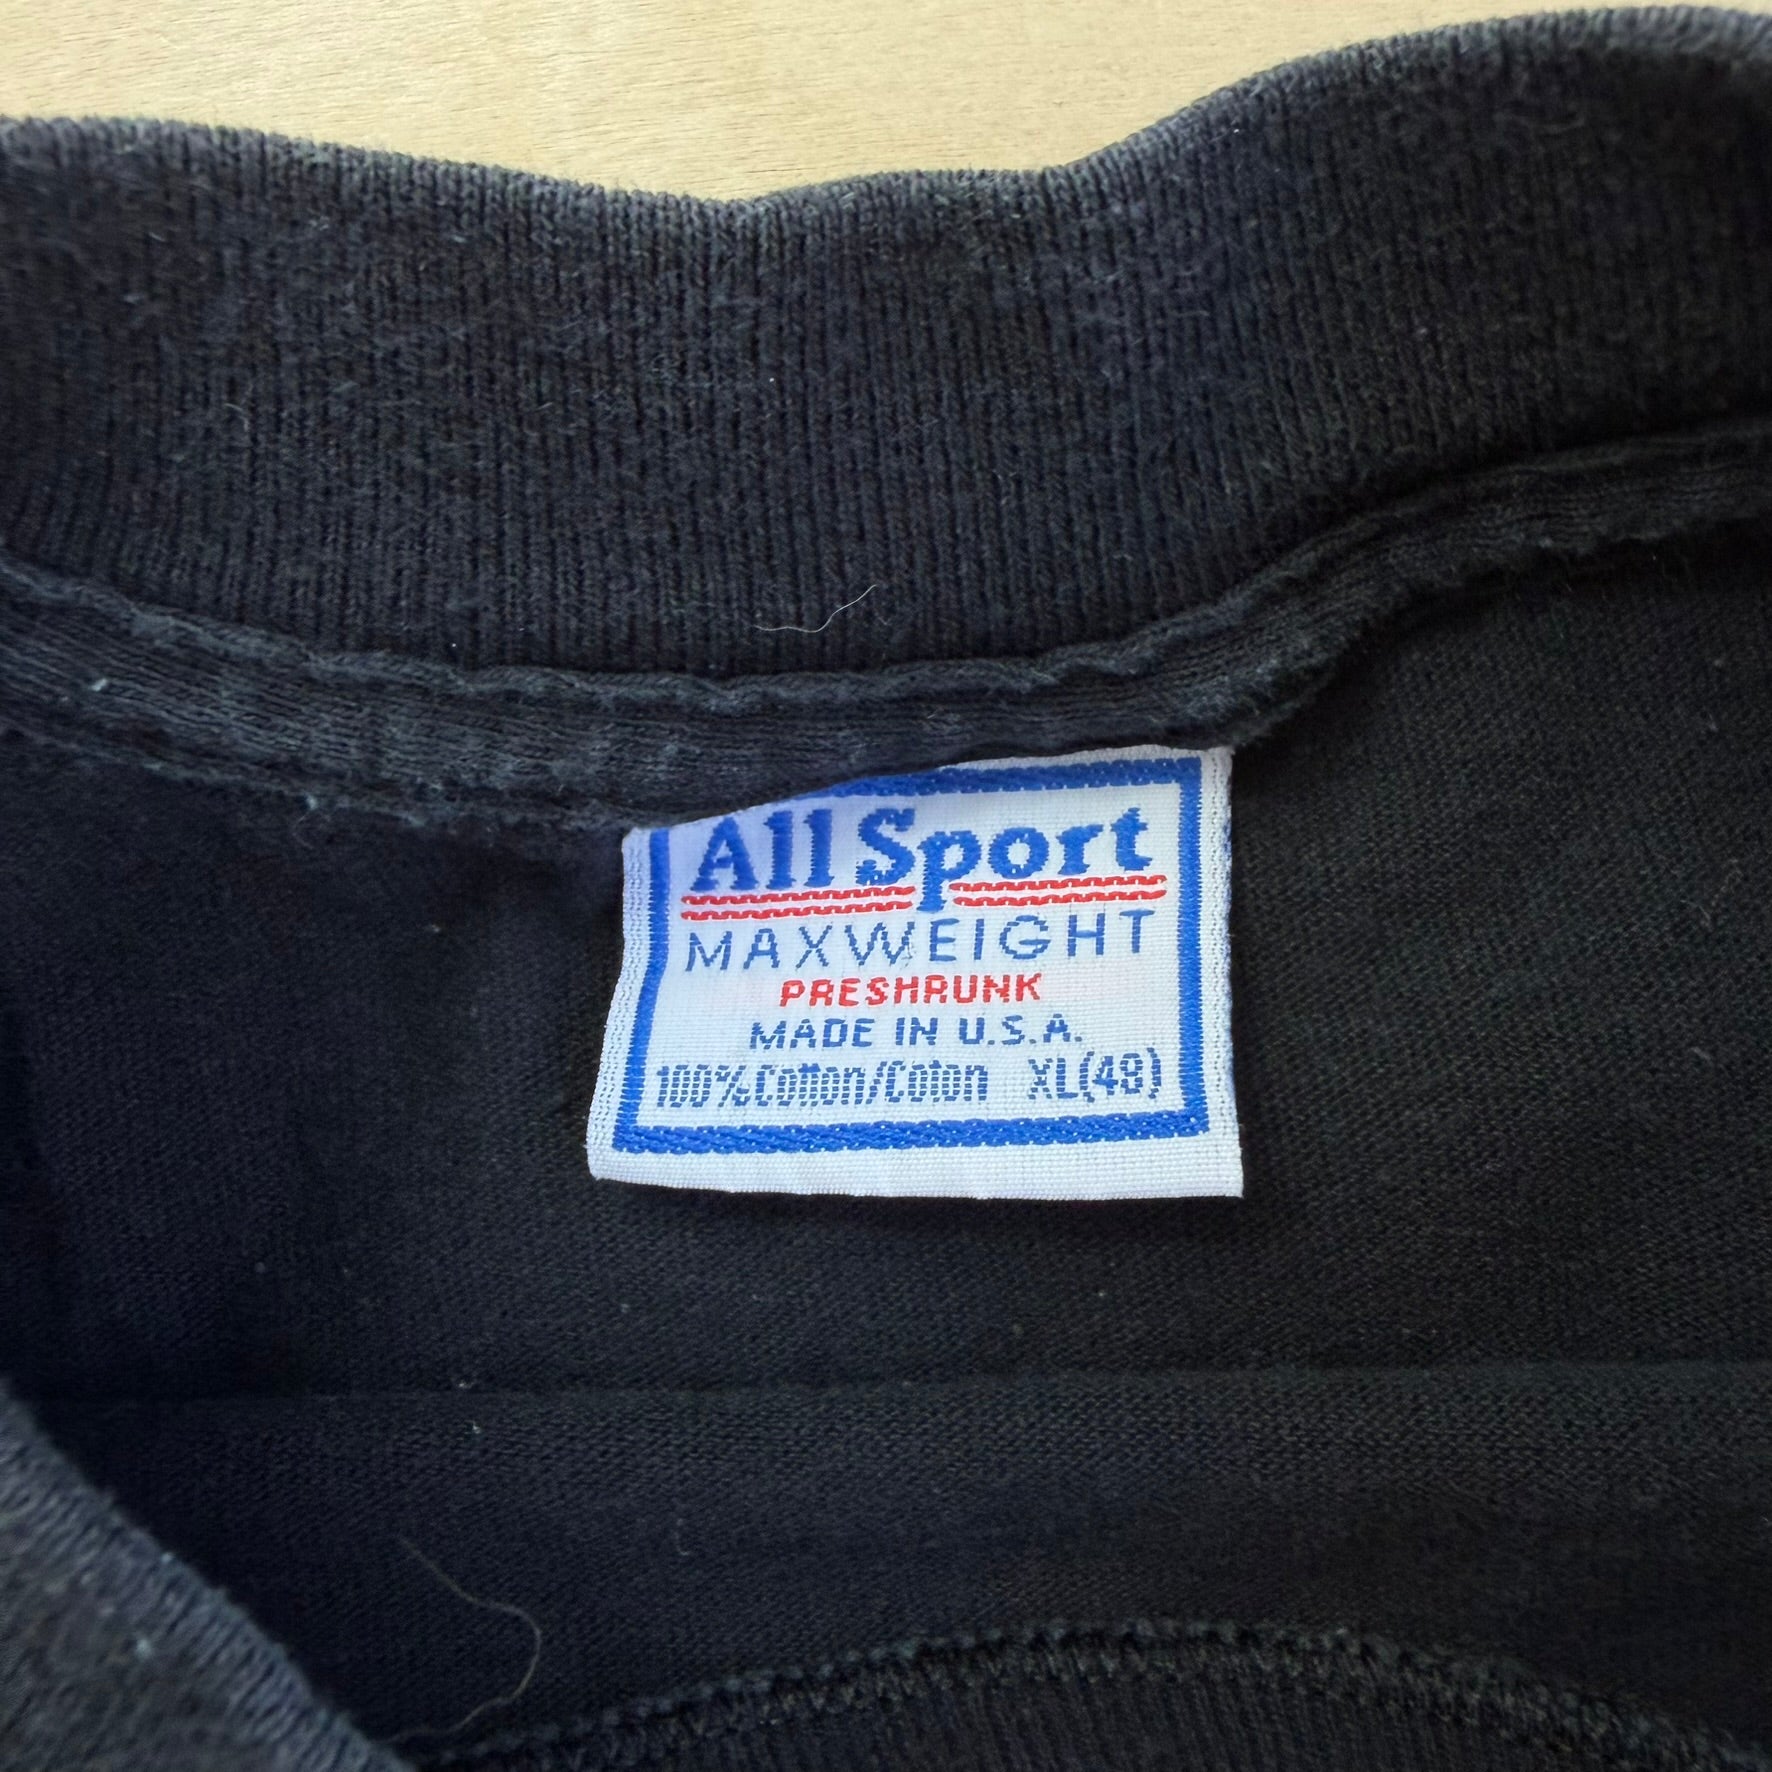 All Sport
MAXWEIGHT
PRESHRUNK
MADE IN U.S.A.
100% Cotton/Coton XL(48)